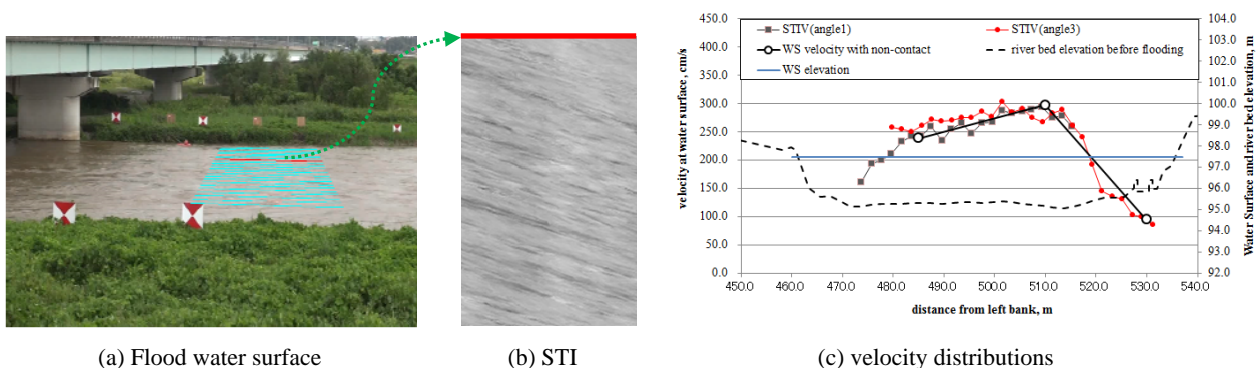 450.0
400.0
350.0
300.0
250.0
200.0
150.0
100.0
50.0
0.0
velocity at water surface, cm/s
STIV(angle1)
STIV(angle3)
WS velocity with non-contact
river bed elevation before flooding
WS elevation
104.0
103.0
102.0
101.0
100.0
99.0
98.0
97.0
96.0
95.0
94.0
93.0
92.0
Water Surface and river bed elevation, m
450.0 460.0 470.0 480.0 490.0 500.0 510.0 520.0 530.0 540.0
distance from left bank, m
(a) Flood water surface
(b) STI
(c) velocity distributions